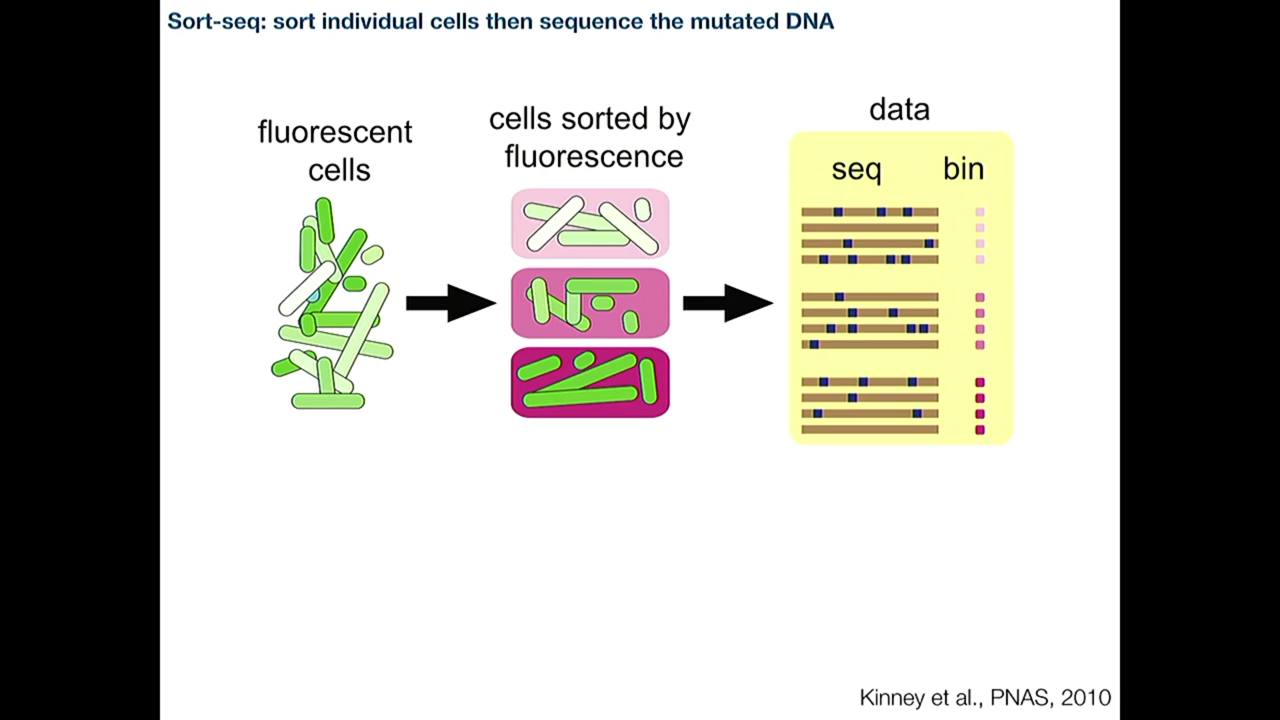 Sort-seq: sort individual cells then sequence the mutated DNA
fluorescent
cells
cells sorted by
fluorescence
data
seq bin
Kinney et al., PNAS, 2010